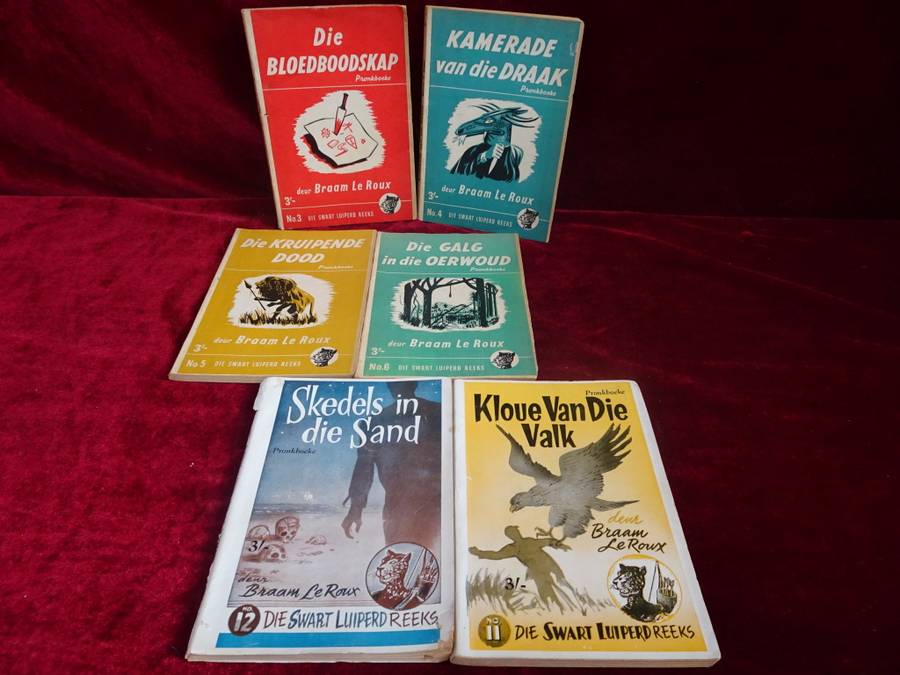 Die
BLOEDBOODSKAP
Pronkboeke
deur Braam Le Roux
3'-
No.3 DIE SWART LUIPERD REEKS
KAMERADE
van die DRAAK
Pronkboeke
deur Braam Le Roux
3'-
No.4 DIE SWART LUIPERD REEKS
Die KRUIPENDE
DOOD
Pronkboeke
deur Braam Le Roux
3'-
No 5 DIE SWART LUIPERD REEKS
Die GALG
in die OERWOUD
Pronkboeke
deur Braam Le Roux
3'-
No.6 DIE SWART LUIPERD REEKS
Skedels in
die Sand
Pronkboeke
3/-
deur
Braam Le Roux
NO. 12 DIE SWART LUIPERD REEKS
Pronkboeke
Kloue Van Die
Valk
deur
Braam
Le Roux
3/-
NO 11 DIE SWART LUIPERD REEKS